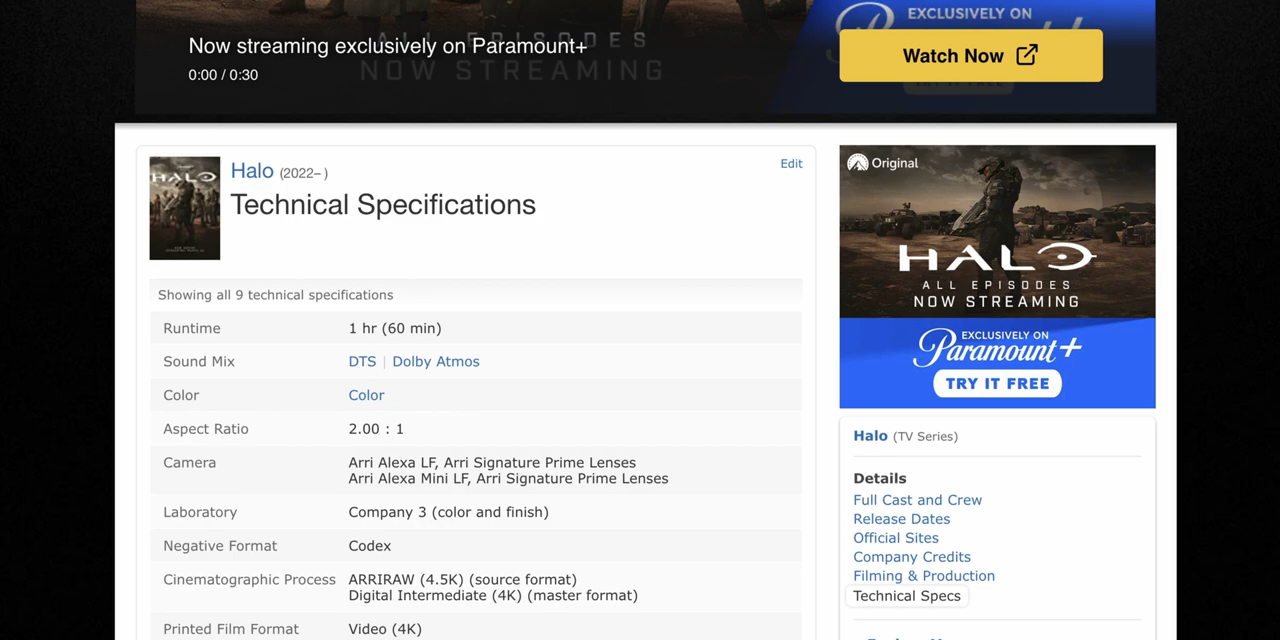 Now streaming exclusively on Paramount+
0:00 / 0:30
ALL EPISODES
NOW STREAMING
EXCLUSIVELY ON
Watch Now
HALO
Halo (2022– )
Edit
Technical Specifications
Showing all 9 technical specifications
Runtime 1 hr (60 min)
Sound Mix DTS | Dolby Atmos
Color Color
Aspect Ratio 2.00 : 1
Camera Arri Alexa LF, Arri Signature Prime Lenses
Arri Alexa Mini LF, Arri Signature Prime Lenses
Laboratory Company 3 (color and finish)
Negative Format Codex
Cinematographic Process ARRIRAW (4.5K) (source format)
Digital Intermediate (4K) (master format)
Printed Film Format Video (4K)
Original
HALO
ALL EPISODES
NOW STREAMING
EXCLUSIVELY ON
Paramount+
TRY IT FREE
Halo (TV Series)
Details
Full Cast and Crew
Release Dates
Official Sites
Company Credits
Filming & Production
Technical Specs